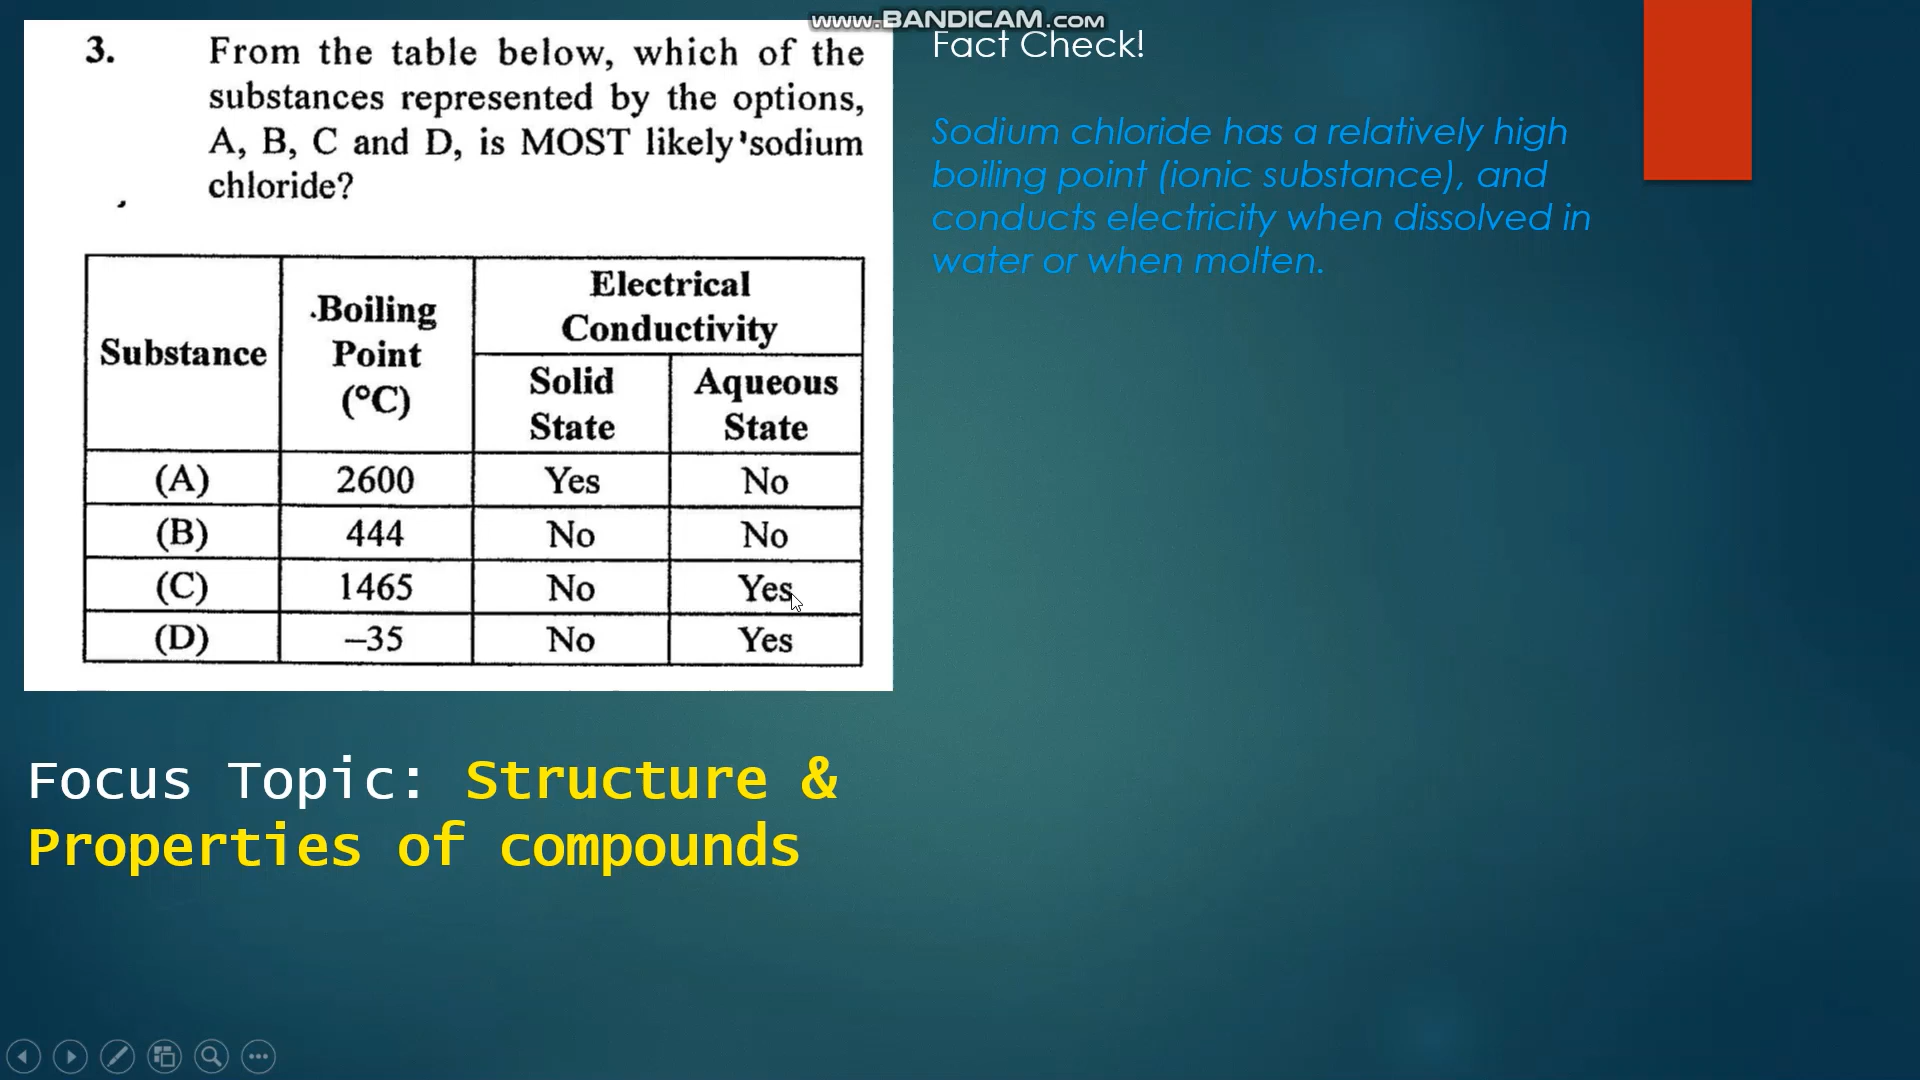 www.BANDICAM.com
3. From the table below, which of the
substances represented by the options,
A, B, C and D, is MOST likely 'sodium
chloride?
Substance
Boiling
Point
(°C)
Electrical
Conductivity
Solid
State
Aqueous
State
(A) 2600 Yes No
(B) 444 No No
(C) 1465 No Yes
(D) –35 No Yes
Fact Check!
Sodium chloride has a relatively high
boiling point (ionic substance), and
conducts electricity when dissolved in
water or when molten.
Focus Topic: Structure &
Properties of compounds